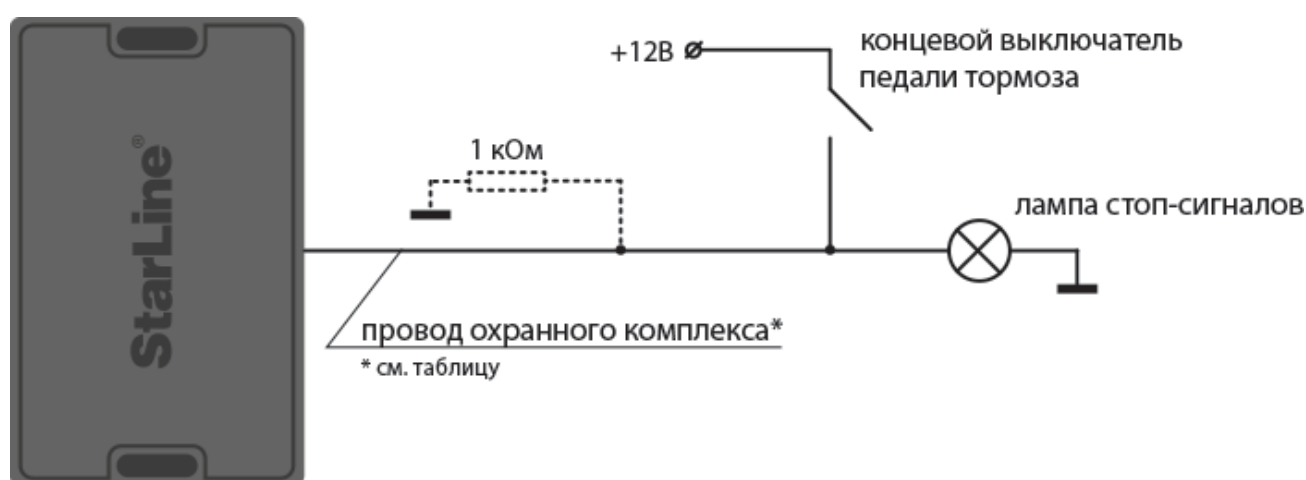 StarLine®
+12В
концевой выключатель
педали тормоза
1 кОм
лампа стоп-сигналов
провод охранного комплекса*
* см. таблицу